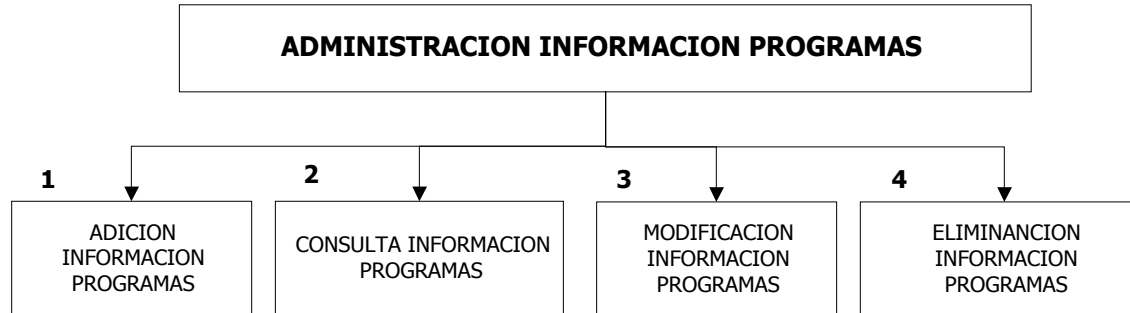 ADMINISTRACION INFORMACION PROGRAMAS
1
ADICION
INFORMACION
PROGRAMAS
2
CONSULTA INFORMACION
PROGRAMAS
3
MODIFICACION
INFORMACION
PROGRAMAS
4
ELIMINANCION
INFORMACION
PROGRAMAS